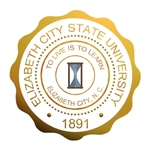 ELIZABETH CITY STATE UNIVERSITY
TO LIVE IS TO LEARN
ELIZABETH CITY, N. C.
· 1891 ·